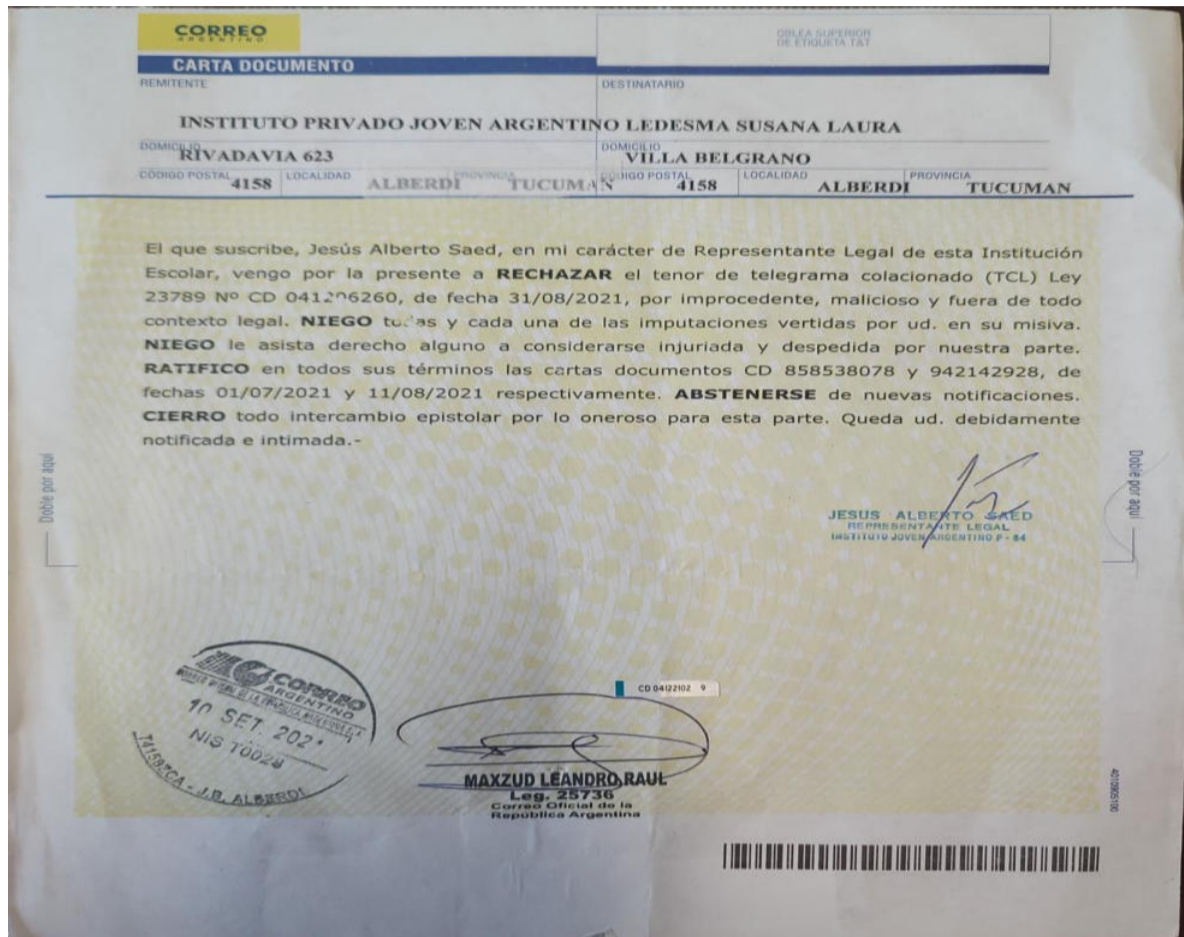 CORREO
ARGENTINO
OBLEA SUPERIOR
DE ETIQUETA T&T
CARTA DOCUMENTO
REMITENTE
DESTINATARIO
INSTITUTO PRIVADO JOVEN ARGENTINO LEDESMA SUSANA LAURA
DOMICILIO RIVADAVIA 623
DOMICILIO VILLA BELGRANO
CODIGO POSTAL 4158 LOCALIDAD ALBERDI PROVINCIA TUCUMAN
CODIGO POSTAL 4158 LOCALIDAD ALBERDI PROVINCIA TUCUMAN
El que suscribe, Jesús Alberto Saed, en mi carácter de Representante Legal de esta Institución
Escolar, vengo por la presente a RECHAZAR el tenor de telegrama colacionado (TCL) Ley
23789 Nº CD , de fecha 31/08/2021, por improcedente, malicioso y fuera de todo
contexto legal. NIEGO todas y cada una de las imputaciones vertidas por ud. en su misiva.
NIEGO le asista derecho alguno a considerarse injuriada y despedida por nuestra parte.
RATIFICO en todos sus términos las cartas documentos CD 858538078 y 942142928, de
fechas 01/07/2021 y 11/08/2021 respectivamente. ABSTENERSE de nuevas notificaciones.
CIERRO todo intercambio epistolar por lo oneroso para esta parte. Queda ud. debidamente
notificada e intimada.-
Doble por aquí
Doble por aquí
JESUS ALBERTO SAED
REPRESENTANTE LEGAL
INSTITUTO JOVEN ARGENTINO P - 64
CD 04122102 9
CORREO
ARGENTINO
10 SET. 202
NIS T0028
J.B. ALBERDI
MAXZUD LEANDRO RAUL
Leg. 25736
Correo Oficial de la
República Argentina